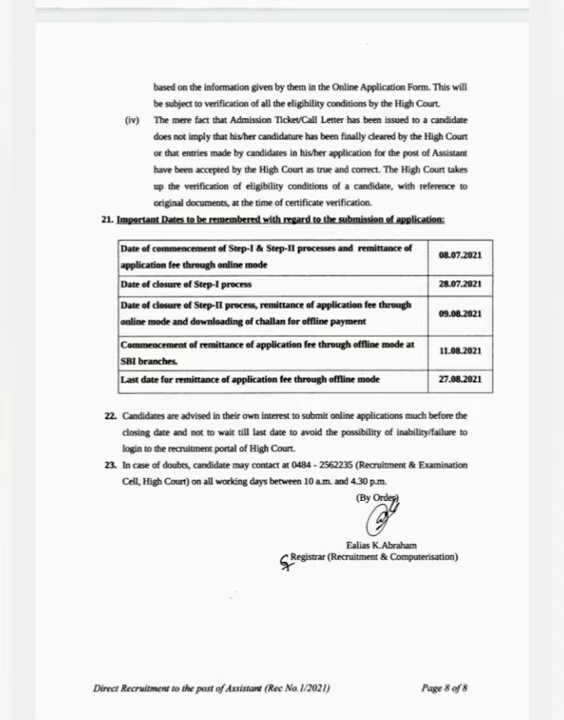 based on the information given by them in the Online Application Form. This will
be subject to verification of all the eligibility conditions by the High Court.
(iv) The mere fact that Admission Ticket/Call Letter has been issued to a candidate
does not imply that his/her candidature has been finally cleared by the High Court
or that entries made by candidates in his/her application for the post of Assistant
have been accepted by the High Court as true and correct. The High Court takes
up the verification of eligibility conditions of a candidate, with reference to
original documents, at the time of certificate verification.
21. Important Dates to be remembered with regard to the submission of application:
Date of commencement of Step-I & Step-II processes and remittance of
application fee through online mode
08.07.2021
Date of closure of Step-I process 28.07.2021
Date of closure of Step-II process, remittance of application fee through
online mode and downloading of challan for offline payment
09.08.2021
Commencement of remittance of application fee through offline mode at
SBI branches.
11.08.2021
Last date for remittance of application fee through offline mode 27.08.2021
22. Candidates are advised in their own interest to submit online applications much before the
closing date and not to wait till last date to avoid the possibility of inability/failure to
login to the recruitment portal of High Court.
23. In case of doubts, candidate may contact at 0484 - 2562235 (Recruitment & Examination
Cell, High Court) on all working days between 10 a.m. and 4.30 p.m.
(By Order)
Ealias K.Abraham
Registrar (Recruitment & Computerisation)
Direct Recruitment to the post of Assistant (Rec No.1/2021) Page 8 of 8